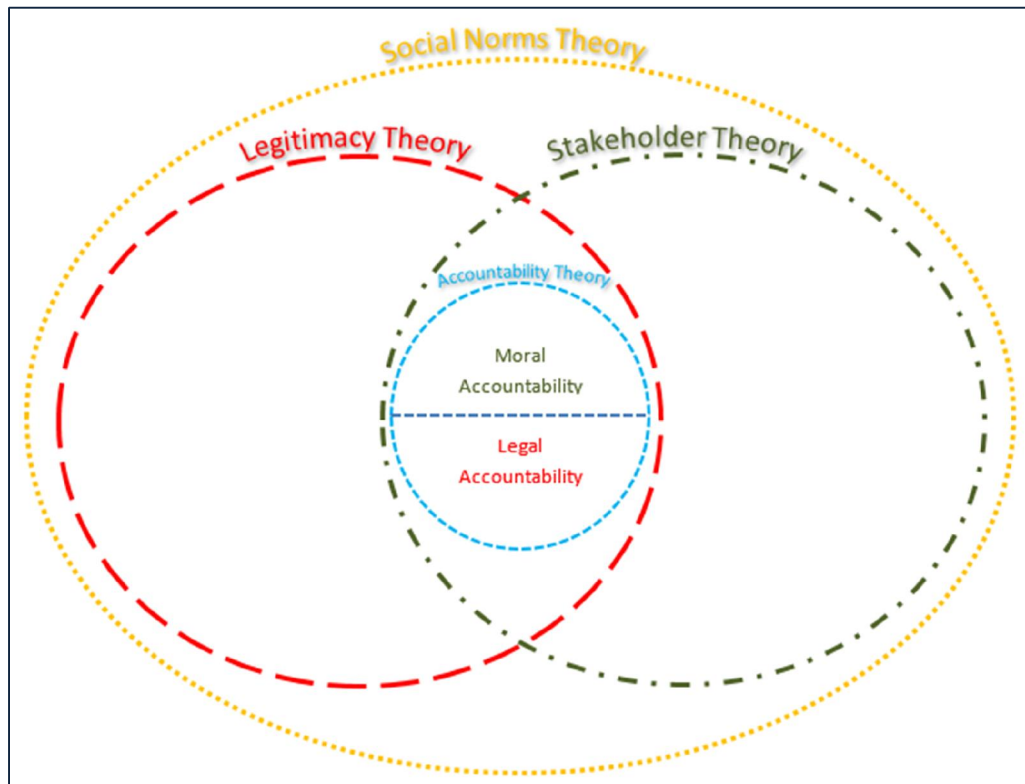 Social Norms Theory
Legitimacy Theory
Stakeholder Theory
Accountability Theory
Moral
Accountability
Legal
Accountability